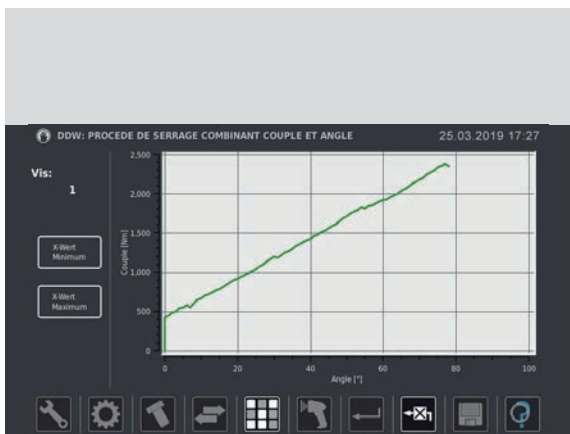 DDW: PROCEDE DE SERRAGE COMBINANT COUPLE ET ANGLE
25.03.2019 17:27
Vis:
1
X-Wert
Minimum
X-Wert
Maximum
Couple [Nm]
2,500
2,000
1,500
1,000
500
0
0 20 40 60 80 100
Angle [°]